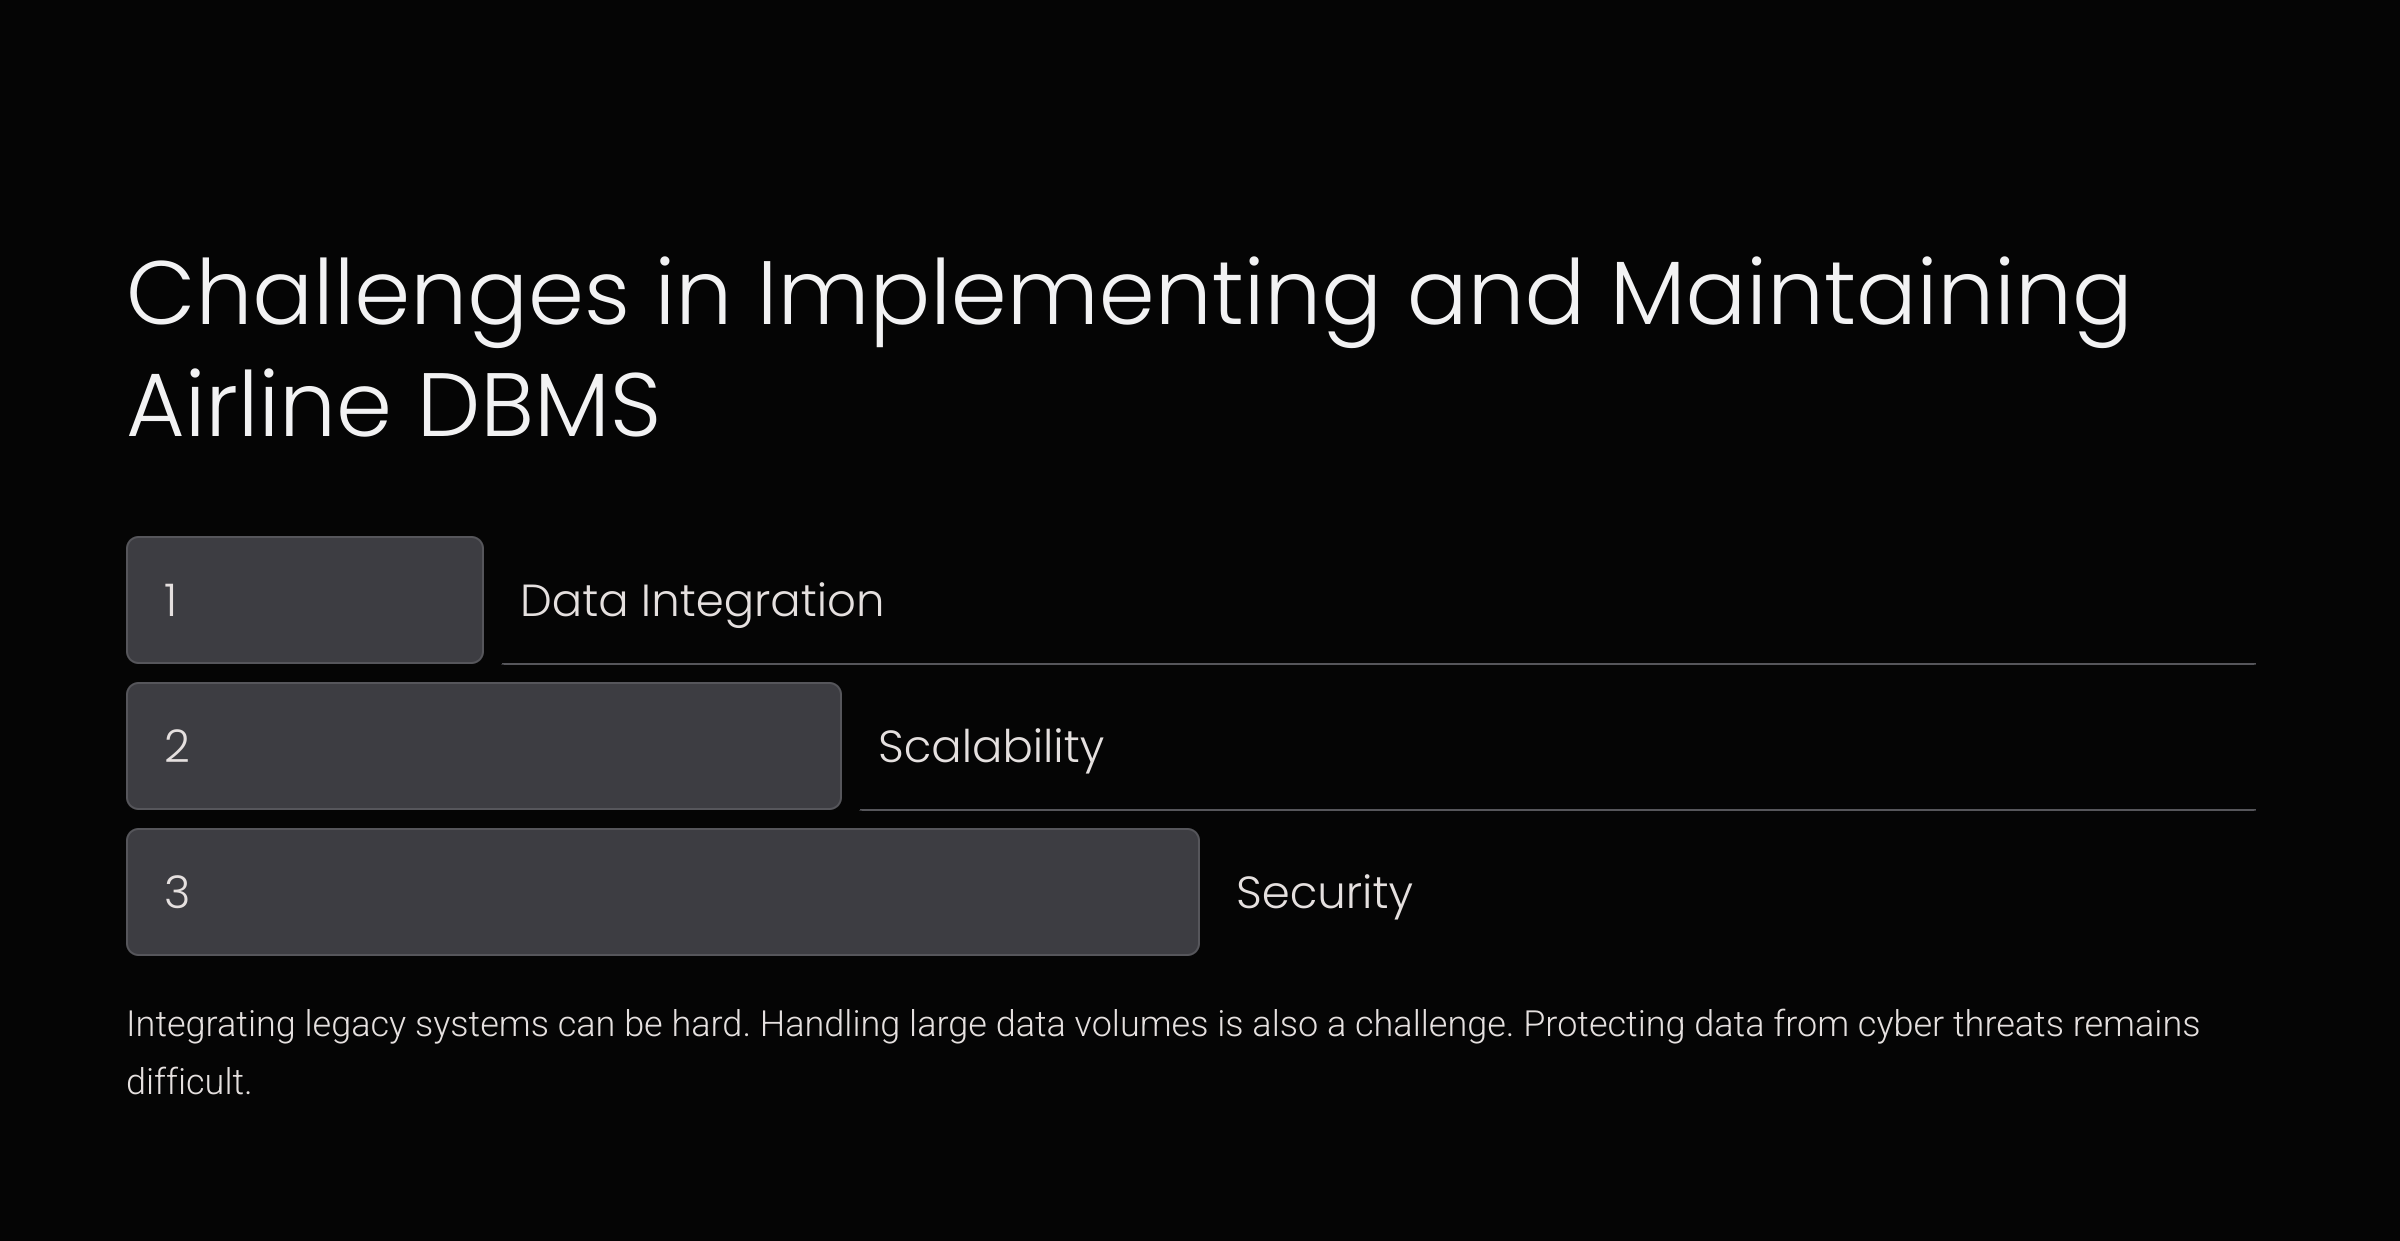 Challenges in Implementing and Maintaining
Airline DBMS
1
Data Integration
2
Scalability
3
Security
Integrating legacy systems can be hard. Handling large data volumes is also a challenge. Protecting data from cyber threats remains
difficult.